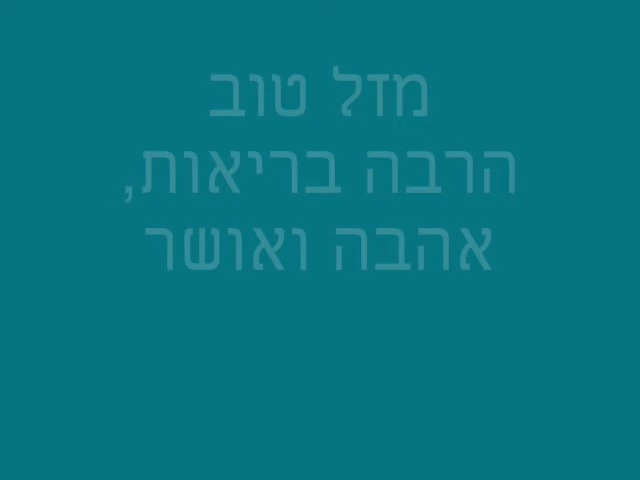 מזל טוב
הרבה בריאות,
אהבה ואושר